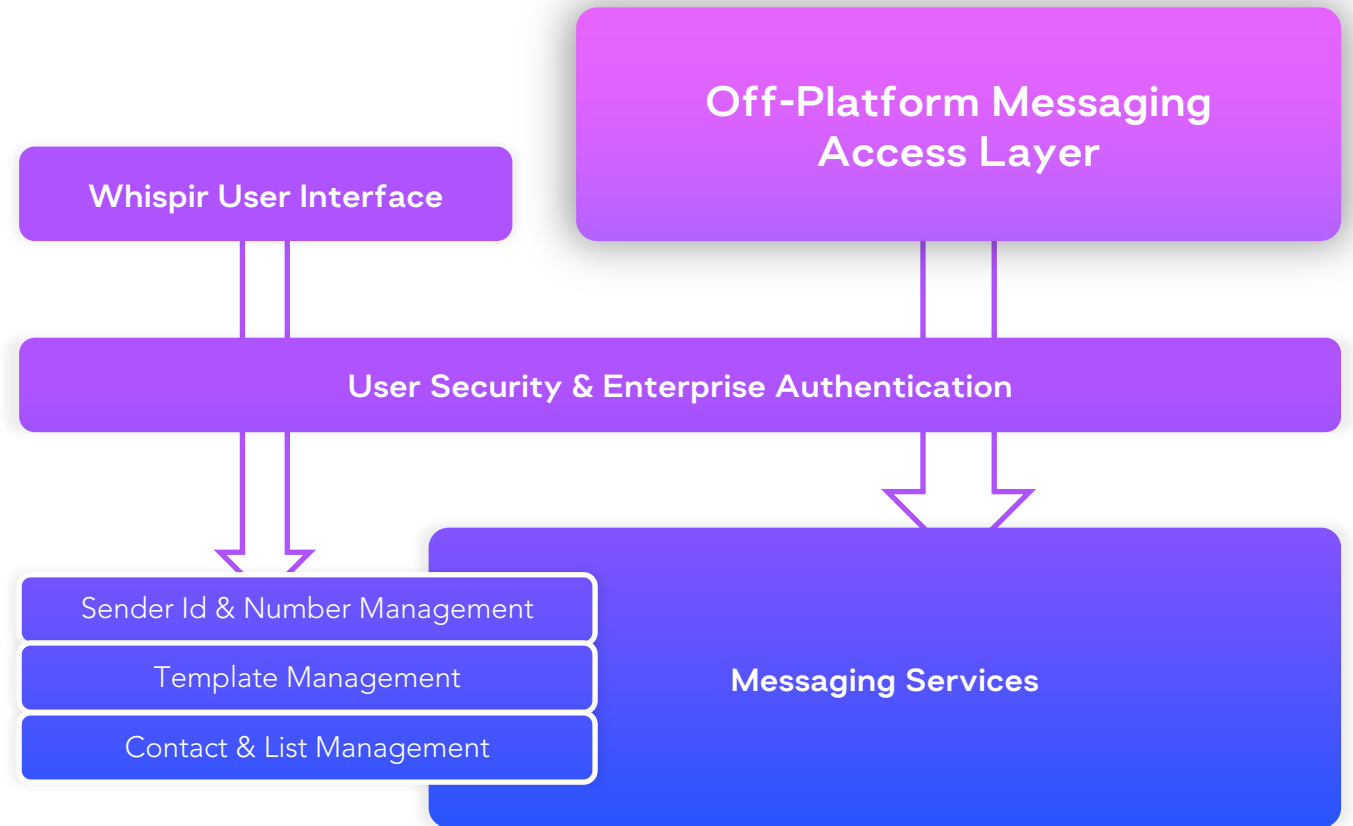 Off-Platform Messaging
Access Layer
Whispir User Interface
User Security & Enterprise Authentication
Sender Id & Number Management
Template Management
Contact & List Management
Messaging Services